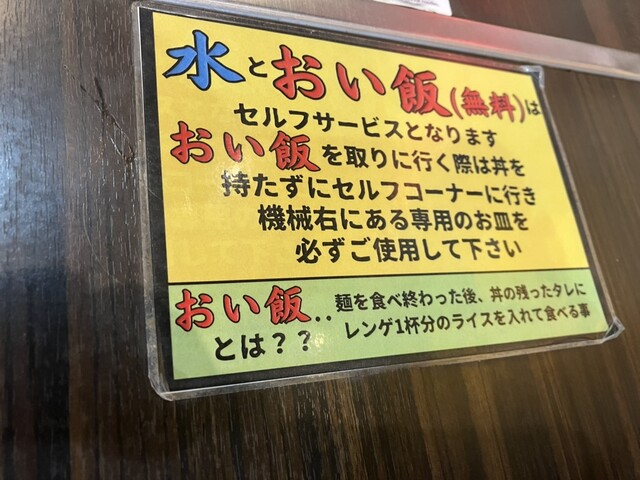 水とおい飯(無料)は
セルフサービスとなります
おい飯を取りに行く際は丼を
持たずにセルフコーナーに行き
機械右にある専用のお皿を
必ずご使用して下さい
おい飯‥麺を食べ終わった後、丼の残ったタレに
とは？？レンゲ1杯分のライスを入れて食べる事